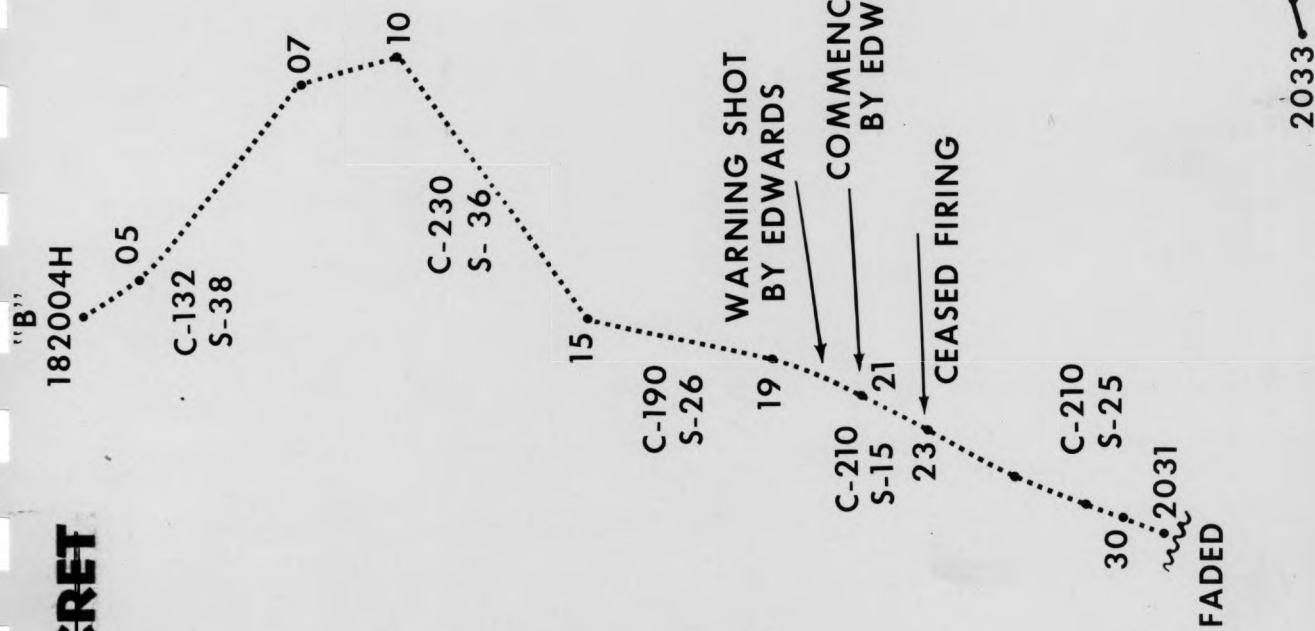 "B"
182004H
05
07
10
C-132
S-38
C-230
S- 36
15
C-190
S-26
19
WARNING SHOT
BY EDWARDS
C-210
S-15
21
23
CEASED FIRING
C-210
S-25
30
2031
FADED
2033